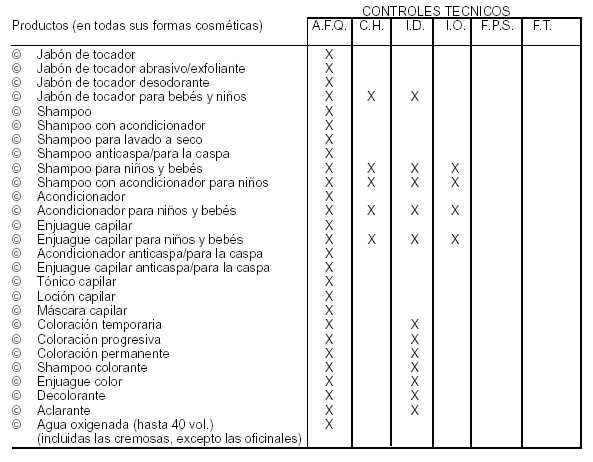 CONTROLES TECNICOS
Productos (en todas sus formas cosméticas) A.F.Q. C.H. I.D. I.O. F.P.S. F.T.
© Jabón de tocador X
© Jabón de tocador abrasivo/exfoliante X
© Jabón de tocador desodorante X
© Jabón de tocador para bebés y niños X X X
© Shampoo X
© Shampoo con acondicionador X
© Shampoo para lavado a seco X
© Shampoo anticaspa/para la caspa X
© Shampoo para niños y bebés X X X X
© Shampoo con acondicionador para niños X X X X
© Acondicionador X
© Acondicionador para niños y bebés X X X X
© Enjuague capilar X
© Enjuague capilar para niños y bebés X X X X
© Acondicionador anticaspa/para la caspa X
© Enjuague capilar anticaspa/para la caspa X
© Tónico capilar X
© Loción capilar X
© Máscara capilar X
© Coloración temporaria X X
© Coloración progresiva X X
© Coloración permanente X X
© Shampoo colorante X X
© Enjuague color X X
© Decolorante X X
© Aclarante X X
© Agua oxigenada (hasta 40 vol.) X
(incluidas las cremosas, excepto las oficinales)